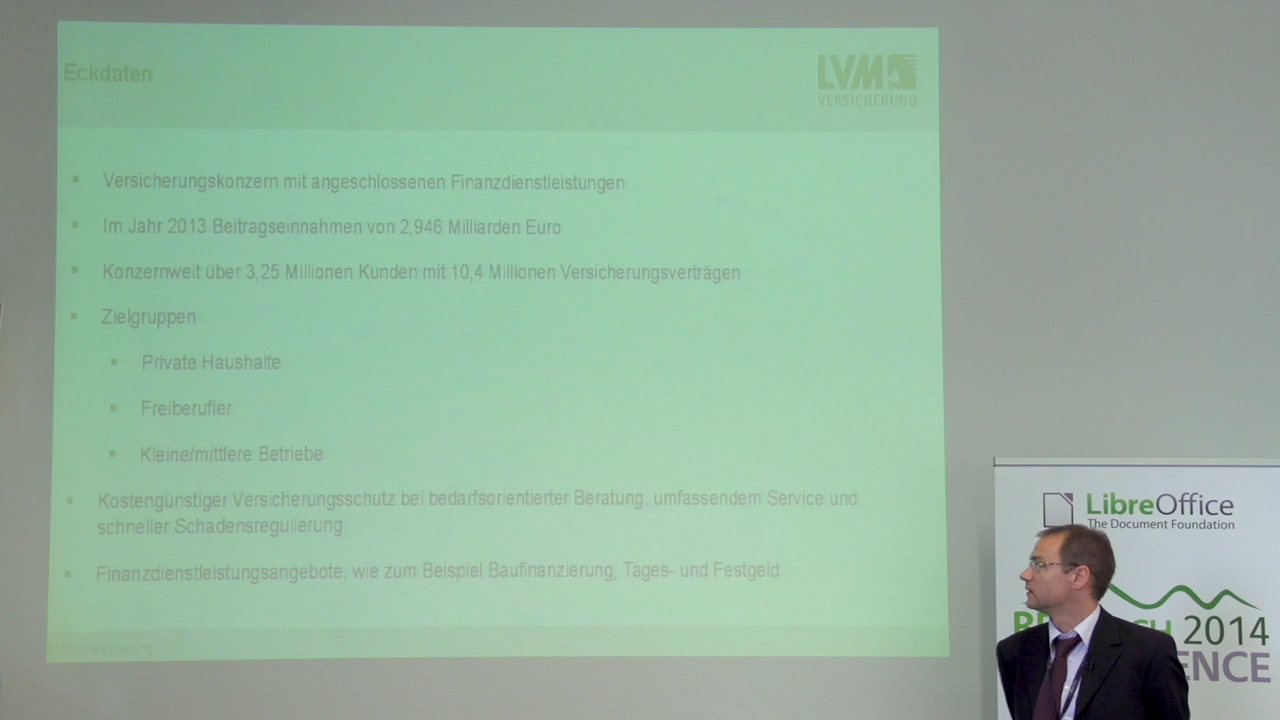 Eckdaten
LVM
VERSICHERUNG
Versicherungskonzern mit angeschlossenen Finanzdienstleistungen
Im Jahr 2013 Beitragseinnahmen von 2,946 Milliarden Euro
Konzernweit über 3,25 Millionen Kunden mit 10,4 Millionen Versicherungsverträgen
Zielgruppen
Private Haushalte
Freiberufler
Kleine/mittlere Betriebe
Kostengünstiger Versicherungsschutz bei bedarfsorientierter Beratung, umfassendem Service und
schneller Schadensregulierung
Finanzdienstleistungsangebote, wie zum Beispiel Baufinanzierung, Tages- und Festgeld
Versicherung
LibreOffice
The Document Foundation
2014
ENCE